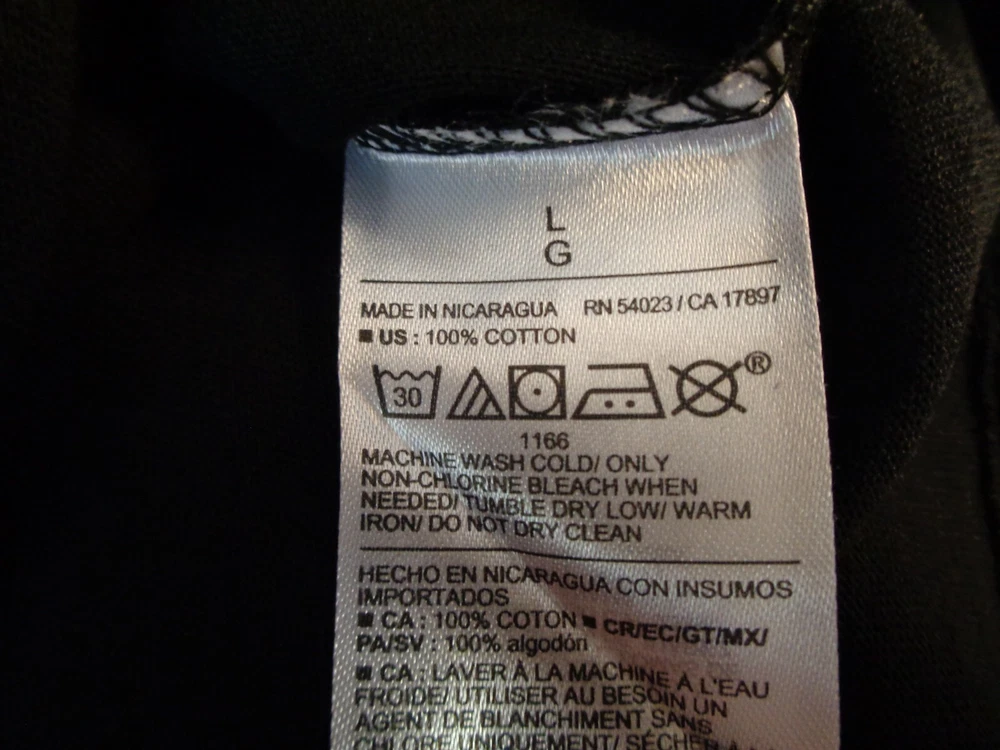 L
G
MADE IN NICARAGUA RN 54023 / CA 17897
■ US : 100% COTTON
30 ®
1166
MACHINE WASH COLD/ ONLY
NON-CHLORINE BLEACH WHEN
NEEDED/ TUMBLE DRY LOW/ WARM
IRON/ DO NOT DRY CLEAN
HECHO EN NICARAGUA CON INSUMOS
IMPORTADOS
■ CA : 100% COTON ■ CR/EC/GT/MX/
PA/SV : 100% algodón
■ CA : LAVER À LA MACHINE À L'EAU
FROIDE/ UTILISER AU BESOIN UN
AGENT DE BLANCHIMENT SANS
CHLORE UNIQUEMENT/ SÉCHER À